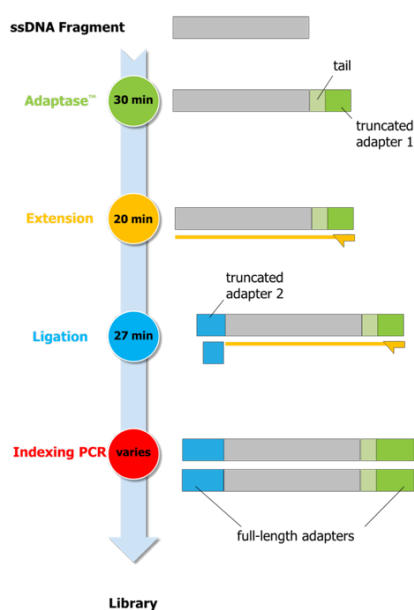 ssDNA Fragment
Adaptase™
30 min
tail
truncated
adapter 1
Extension
20 min
truncated
adapter 2
Ligation
27 min
Indexing PCR
varies
full-length adapters
Library